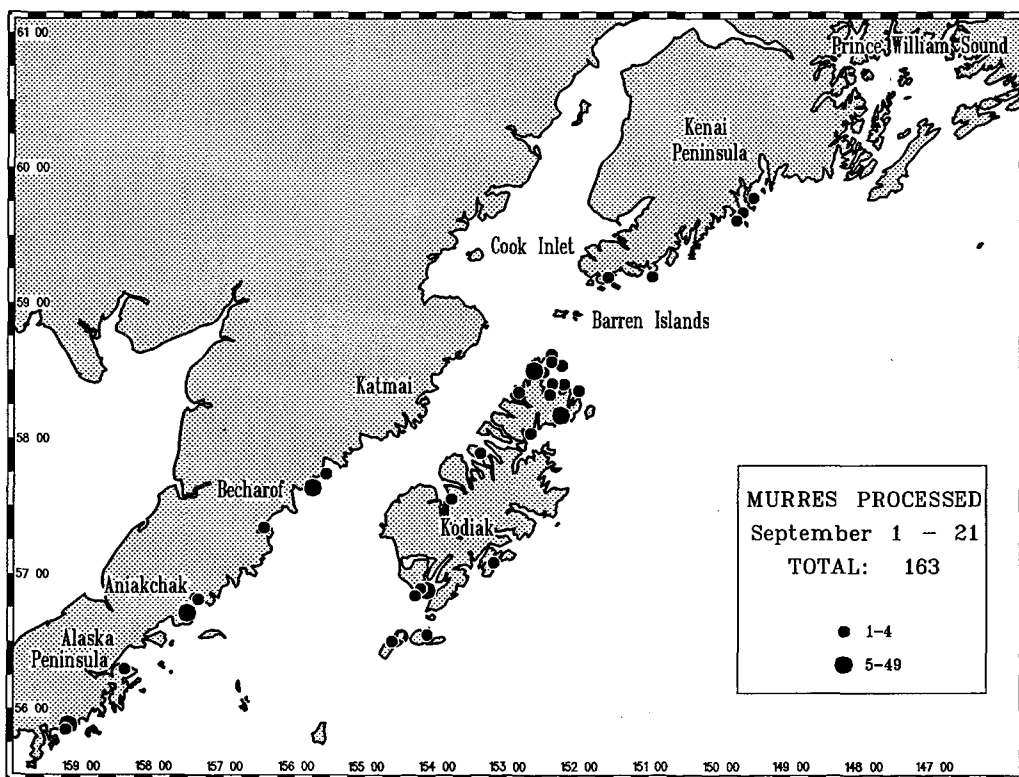 61 00
Prince William Sound
Kenai
Peninsula
60 00
Cook Inlet
59 00
Barren Islands
Katmai
58 00
Becharof
Kodiak
MURRES PROCESSED
September 1 – 21
TOTAL: 163
1-4
5-49
57 00
Aniakchak
Alaska
Peninsula
56 00
159 00
158 00
157 00
156 00
155 00
154 00
153 00
152 00
151 00
150 00
149 00
148 00
147 00